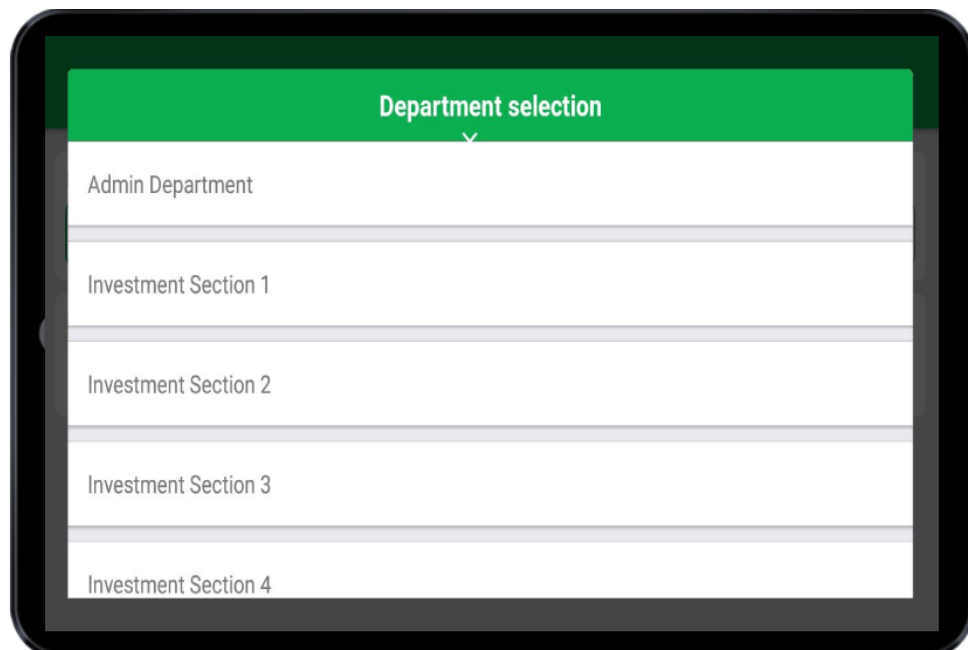 Department selection
Admin Department
Investment Section 1
Investment Section 2
Investment Section 3
Investment Section 4